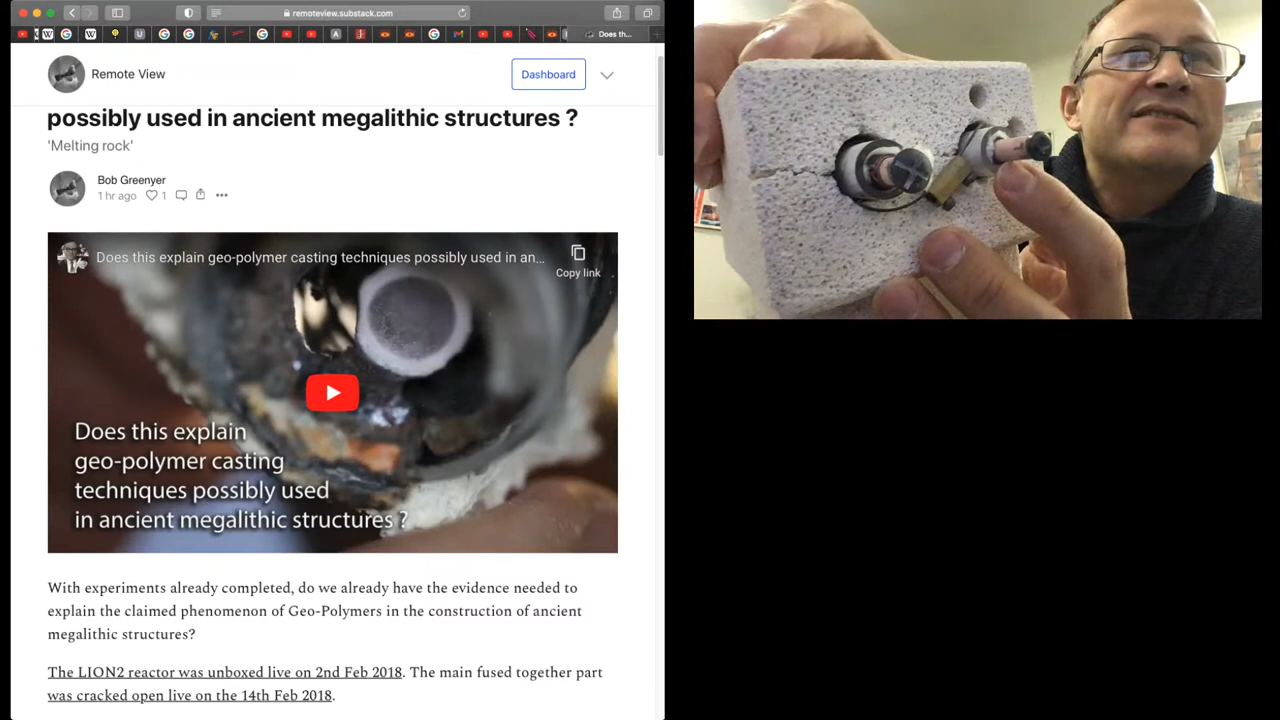 remoteview.substack.com
Does th...
Remote View
Dashboard
possibly used in ancient megalithic structures ?
'Melting rock'
Bob Greenyer
1 hr ago
1
Does this explain geo-polymer casting techniques possibly used in an...
Copy link
Does this explain
geo-polymer casting
techniques possibly used
in ancient megalithic structures ?
With experiments already completed, do we already have the evidence needed to
explain the claimed phenomenon of Geo-Polymers in the construction of ancient
megalithic structures?
The LION2 reactor was unboxed live on 2nd Feb 2018. The main fused together part
was cracked open live on the 14th Feb 2018.